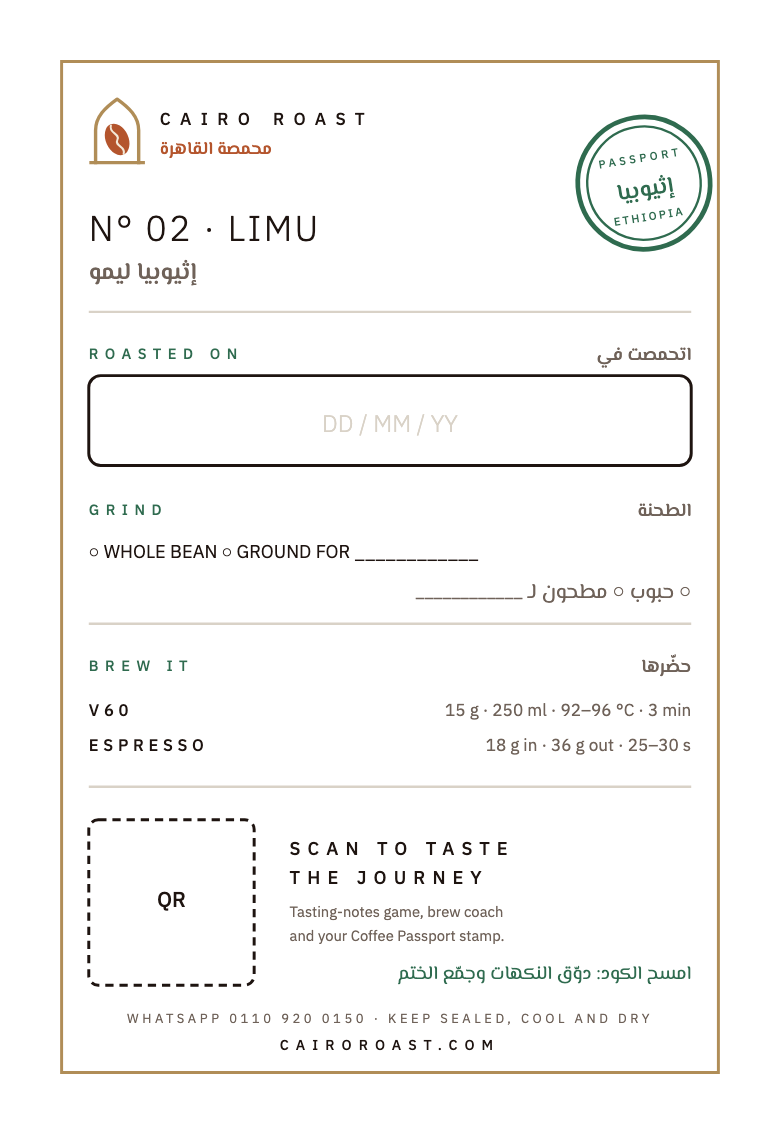 CAIRO ROAST
محمصة القاهرة
PASSPORT
إثيوبيا
ETHIOPIA
N° 02 · LIMU
إثيوبيا ليمو
ROASTED ON
اتحمصت في
DD / MM / YY
GRIND
الطحنة
○ WHOLE BEAN ○ GROUND FOR ____________
○ حبوب ○ مطحون لـ ____________
BREW IT
حضّرها
V60
15 g · 250 ml · 92–96 °C · 3 min
ESPRESSO
18 g in · 36 g out · 25–30 s
QR
SCAN TO TASTE
THE JOURNEY
Tasting-notes game, brew coach
and your Coffee Passport stamp.
امسح الكود: دوّق النكهات وجمّع الختم
WHATSAPP 0110 920 0150 · KEEP SEALED, COOL AND DRY
CAIROROAST.COM